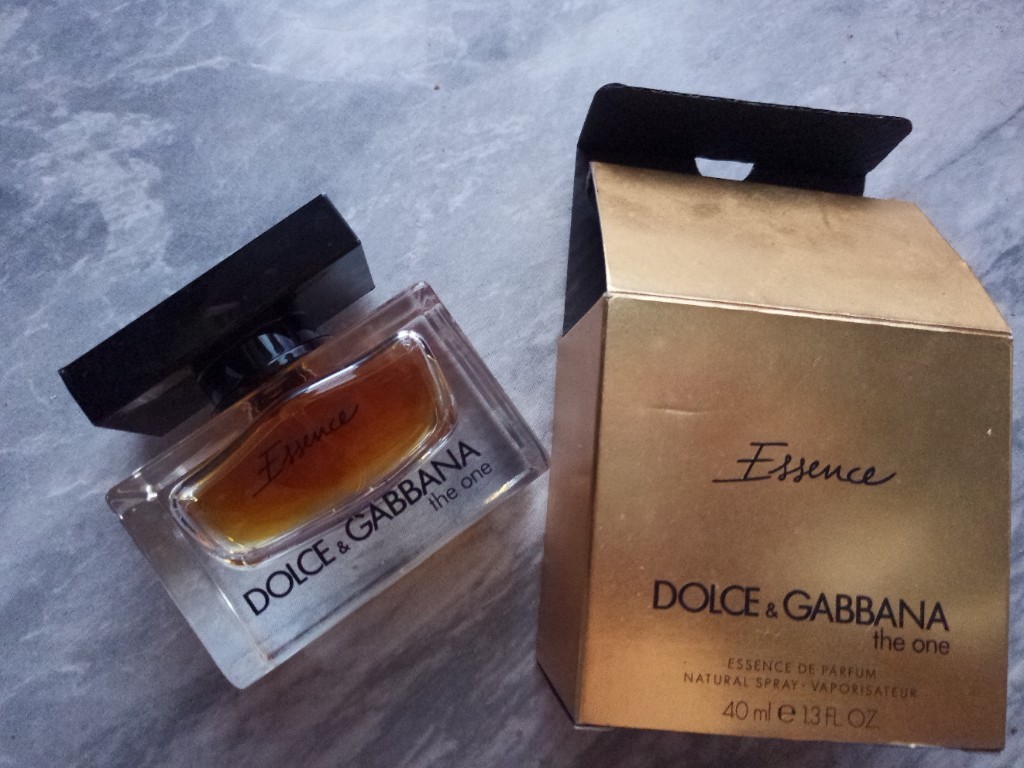 Essence
DOLCE & GABBANA
the one
Essence
DOLCE & GABBANA
the one
ESSENCE DE PARFUM
NATURAL SPRAY · VAPORISATEUR
40 ml ℮ 1.3 FL. OZ.